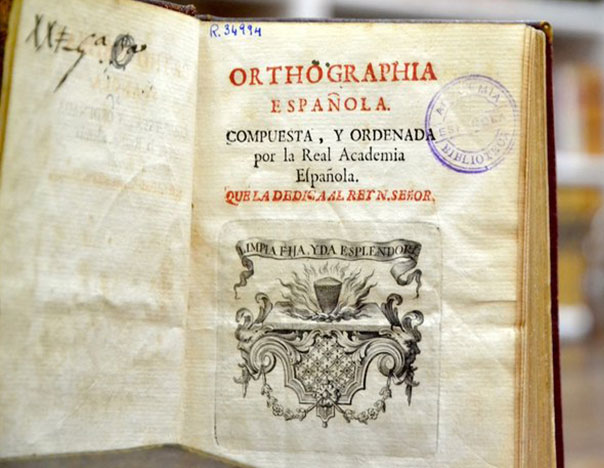 R. 34994
ORTHOGRAPHIA
ESPAÑOLA.
COMPUESTA, Y ORDENADA
por la Real Academia
Eſpañola.
QUE LA DEDICA AL REY N. SEÑOR.
BIBLIOTECA
LIMPIA FIJA, Y DA ESPLENDOR